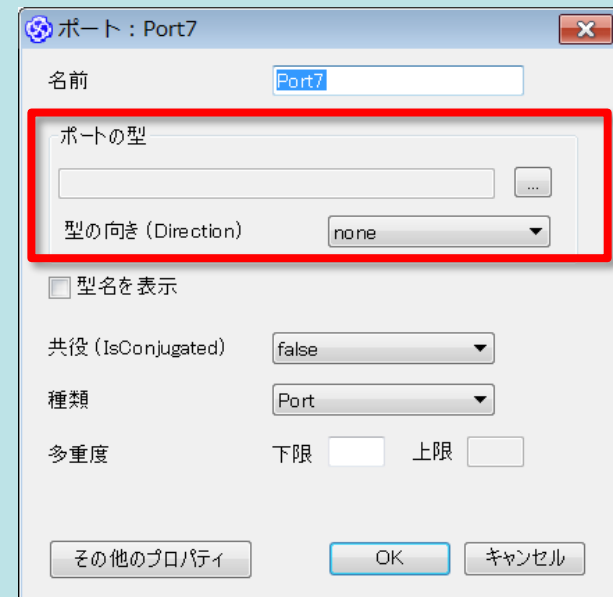 ポート：Port7
名前 Port7
ポートの型
...
型の向き(Direction) none
型名を表示
共役(IsConjugated) false
種類 Port
多重度 下限 上限
その他のプロパティ OK キャンセル